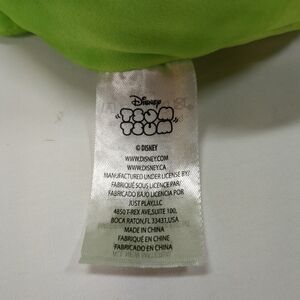 Disney
TSUM
TSUM
© DISNEY
WWW.DISNEY.COM
WWW.DISNEY.CA
MANUFACTURED UNDER LICENSE BY/
FABRIQUÉ SOUS LICENCE PAR/
FABRICADO BAJO LICENCIA DE
JUST PLAY, LLC
4850 T-REX AVE, SUITE 100,
BOCA RATON, FL 33431, USA
MADE IN CHINA
FABRIQUÉ EN CHINE
FABRICADO EN CHINA